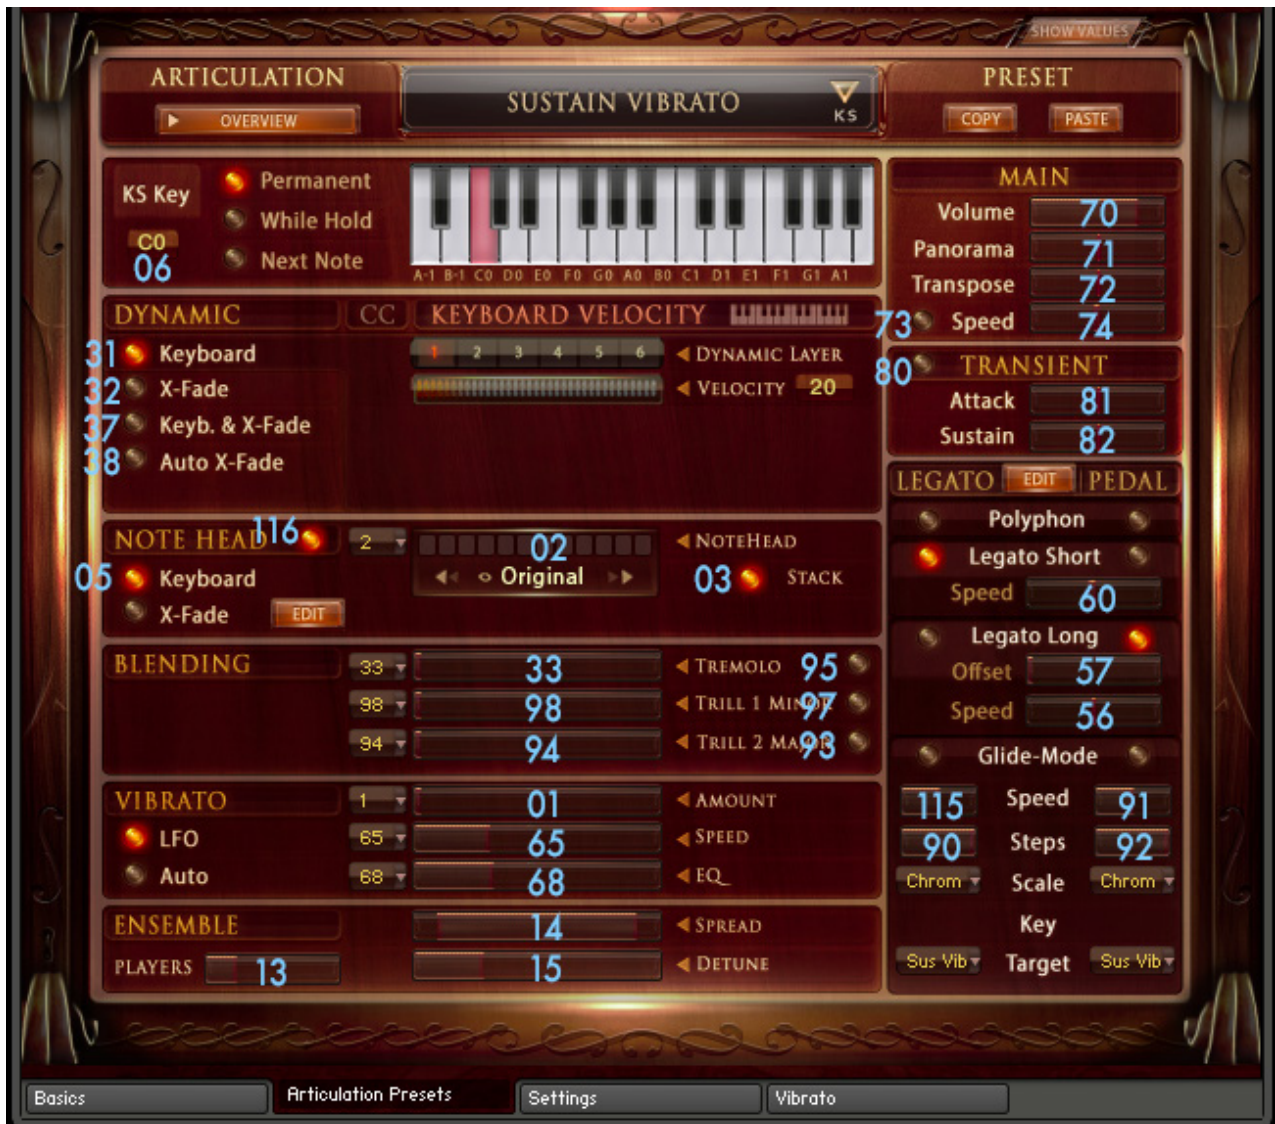 SHOW VALUES
ARTICULATION
OVERVIEW
SUSTAIN VIBRATO
KS
PRESET
COPY PASTE
KS Key
C0
06
Permanent
While Hold
Next Note
A-1 B-1 C0 D0 E0 F0 G0 A0 B0 C1 D1 E1 F1 G1 A1
MAIN
Volume 70
Panorama 71
Transpose 72
73 Speed 74
DYNAMIC CC KEYBOARD VELOCITY
31 Keyboard 1 2 3 4 5 6 DYNAMIC LAYER
32 X-Fade VELOCITY 20
37 Keyb. & X-Fade
38 Auto X-Fade
80 TRANSIENT
Attack 81
Sustain 82
LEGATO EDIT PEDAL
Polyphon
Legato Short
Speed 60
Legato Long
Offset 57
Speed 56
Glide-Mode
115 Speed 91
90 Steps 92
Chrom Scale Chrom
Key
Sus Vib Target Sus Vib
NOTE HEAD 116 2 02 NOTEHEAD
05 Keyboard Original 03 STACK
X-Fade EDIT
BLENDING 33 33 TREMOLO 95
98 98 TRILL 1 MINOR 97
94 94 TRILL 2 MAJOR 93
VIBRATO 1 01 AMOUNT
LFO 65 65 SPEED
Auto 68 68 EQ
ENSEMBLE 14 SPREAD
PLAYERS 13 15 DETUNE
Basics Articulation Presets Settings Vibrato